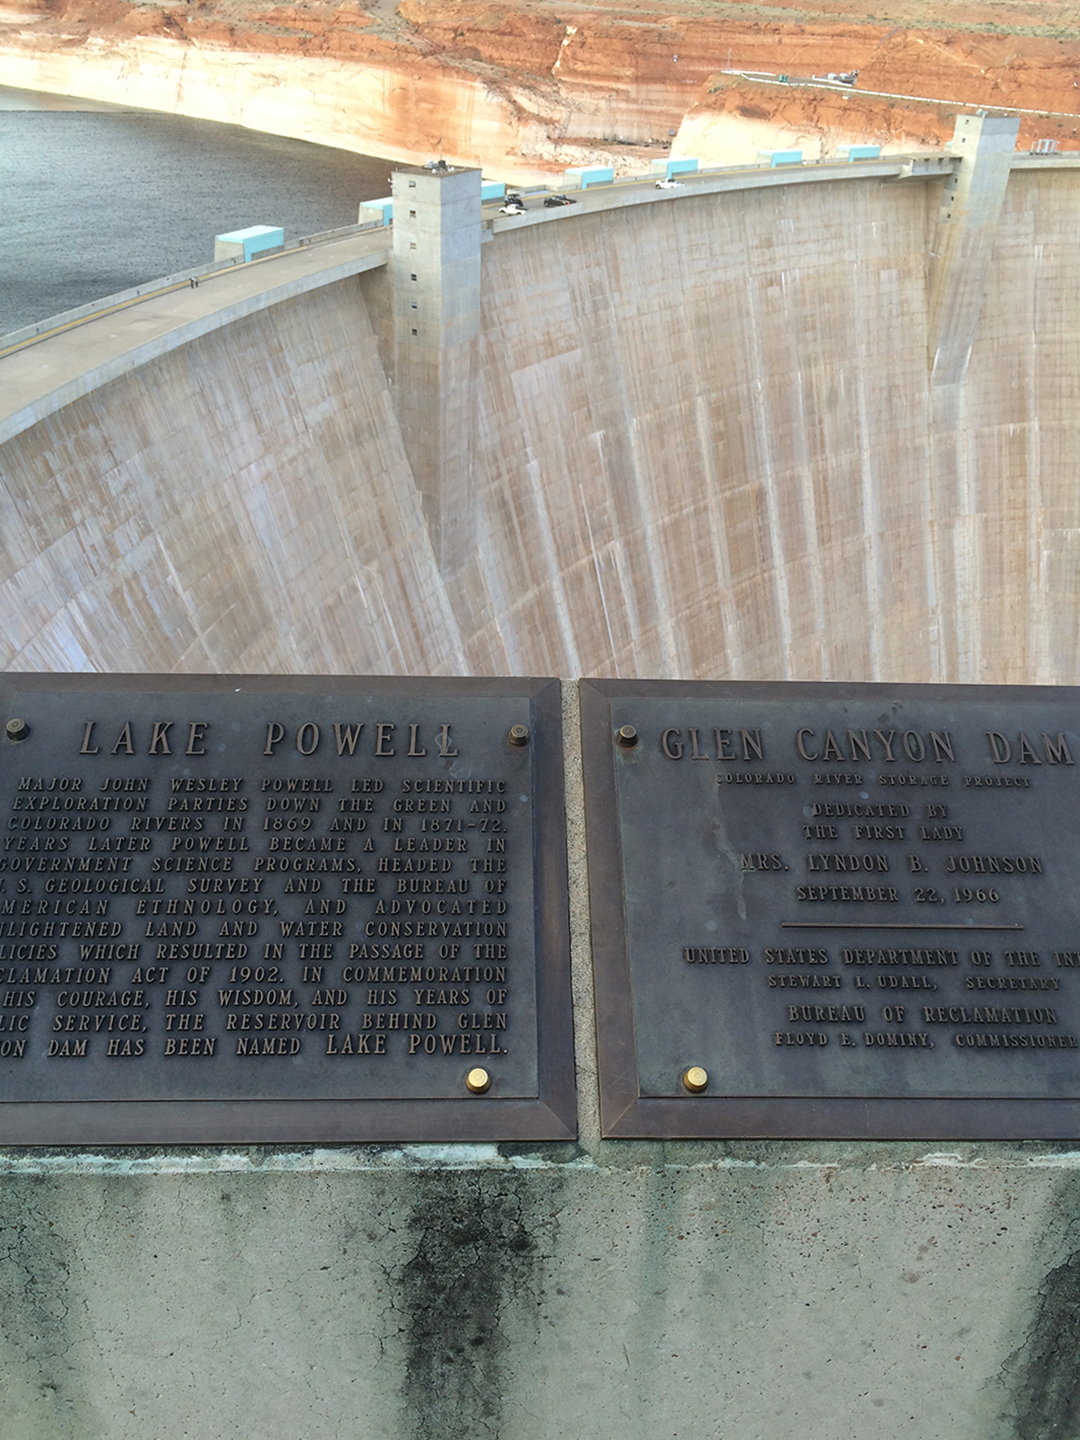 LAKE POWELL
MAJOR JOHN WESLEY POWELL LED SCIENTIFIC
EXPLORATION PARTIES DOWN THE GREEN AND
COLORADO RIVERS IN 1869 AND IN 1871-72.
YEARS LATER POWELL BECAME A LEADER IN
GOVERNMENT SCIENCE PROGRAMS, HEADED THE
S. GEOLOGICAL SURVEY AND THE BUREAU OF
MERICAN ETHNOLOGY, AND ADVOCATED
NLIGHTENED LAND AND WATER CONSERVATION
LICIES WHICH RESULTED IN THE PASSAGE OF THE
CLAMATION ACT OF 1902. IN COMMEMORATION
HIS COURAGE, HIS WISDOM, AND HIS YEARS OF
LIC SERVICE, THE RESERVOIR BEHIND GLEN
ON DAM HAS BEEN NAMED LAKE POWELL.
GLEN CANYON DAM
COLORADO RIVER STORAGE PROJECT
DEDICATED BY
THE FIRST LADY
MRS. LYNDON B. JOHNSON
SEPTEMBER 22, 1966
UNITED STATES DEPARTMENT OF THE INT
STEWART L. UDALL, SECRETARY
BUREAU OF RECLAMATION
FLOYD E. DOMINY, COMMISSIONER